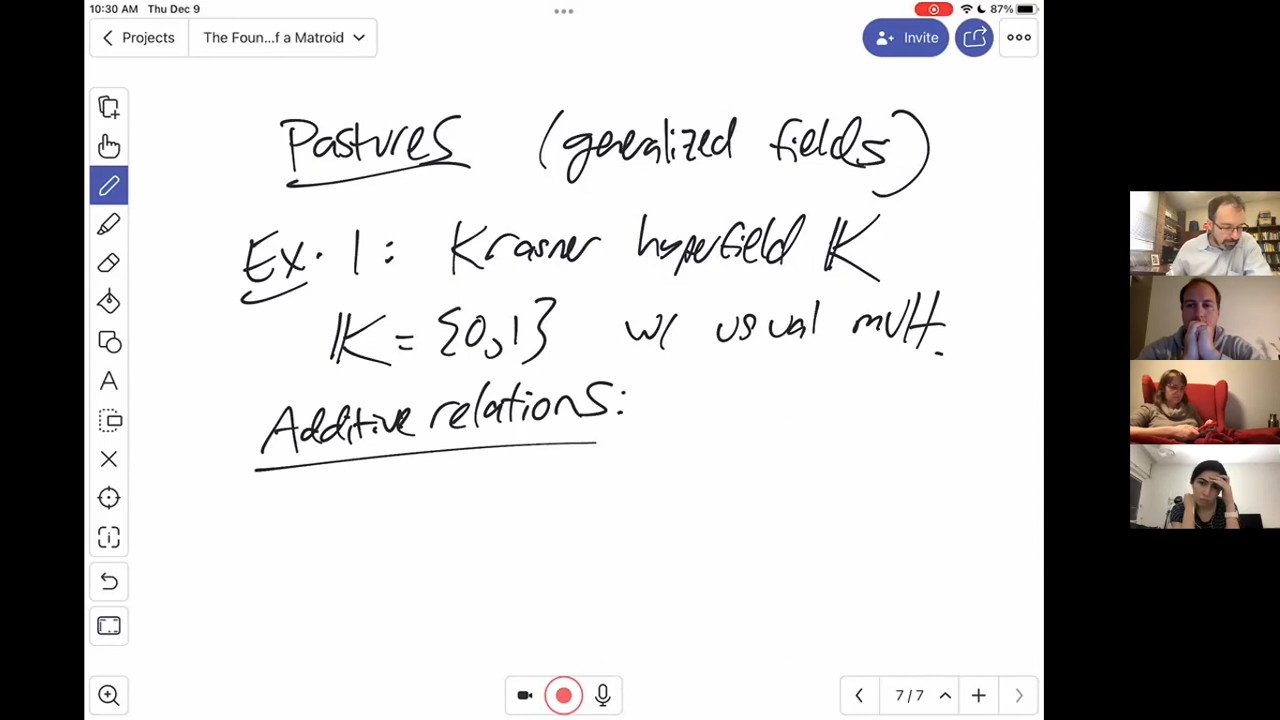 10:30 AM Thu Dec 9
87%
Projects
The Foun...f a Matroid
Invite
Pastures (generalized fields)
Ex. 1: Krasner hyperfield 𝕂
𝕂 = {0,1} w/ usual mult.
Additive relations:
A
7/7